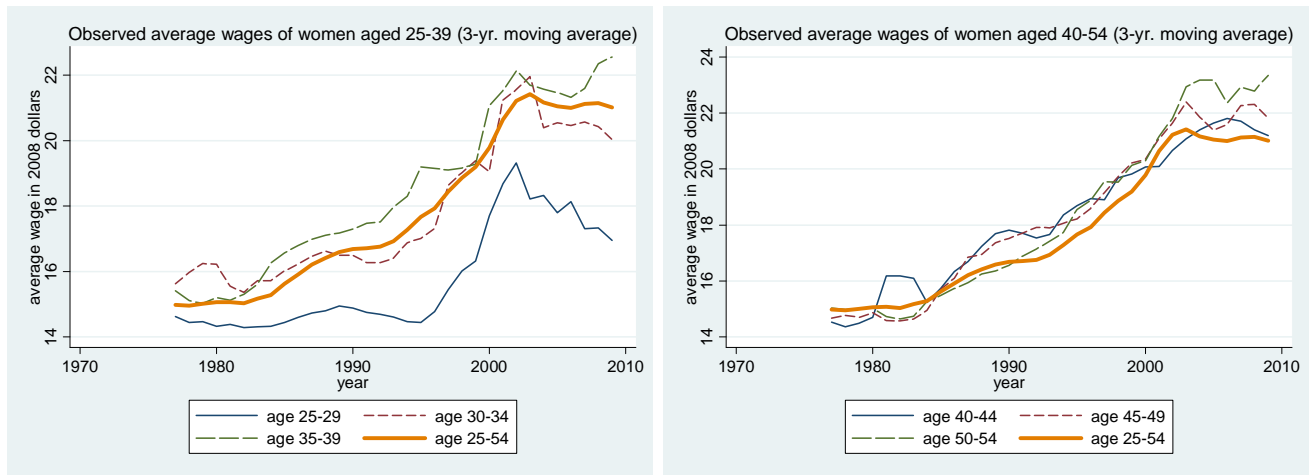 Observed average wages of women aged 25-39 (3-yr. moving average)
average wage in 2008 dollars
22
20
18
16
14
1970 1980 1990 2000 2010
year
age 25-29 age 30-34
age 35-39 age 25-54
Observed average wages of women aged 40-54 (3-yr. moving average)
average wage in 2008 dollars
24
22
20
18
16
14
1970 1980 1990 2000 2010
year
age 40-44 age 45-49
age 50-54 age 25-54